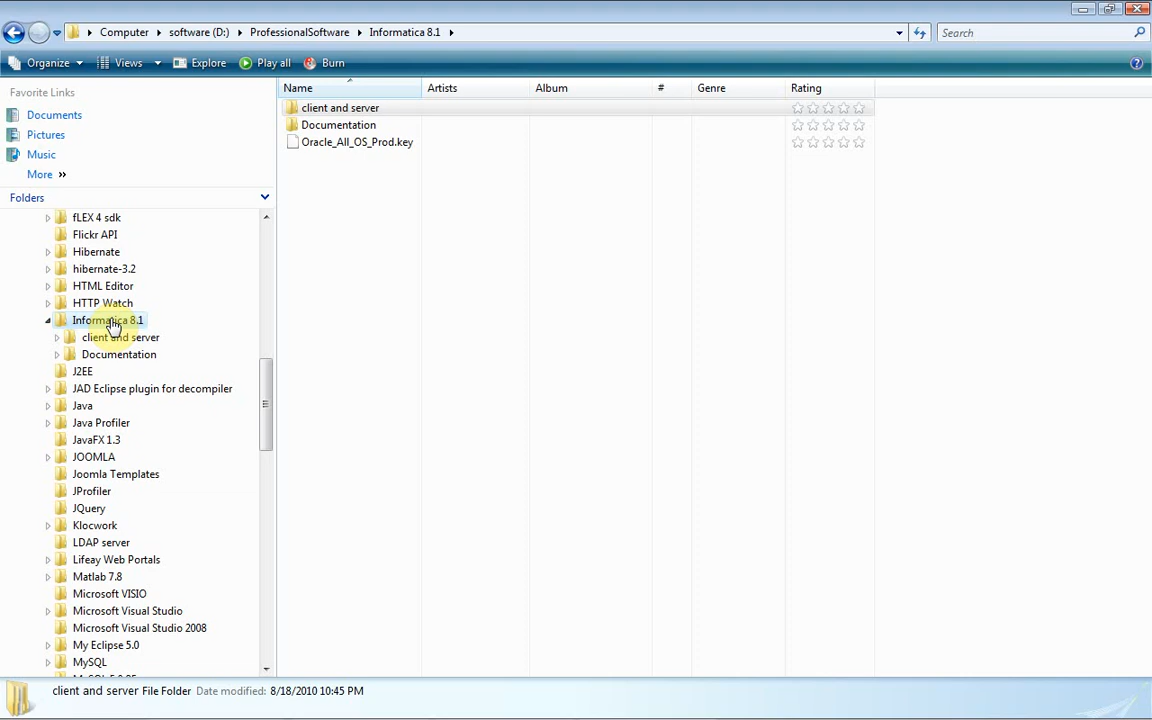 Computer ▸ software (D:) ▸ ProfessionalSoftware ▸ Informatica 8.1 ▸
Search
Organize Views Explore Play all Burn
Favorite Links
Documents
Pictures
Music
More »
Folders
fLEX 4 sdk
Flickr API
Hibernate
hibernate-3.2
HTML Editor
HTTP Watch
Informatica 8.1
client and server
Documentation
J2EE
JAD Eclipse plugin for decompiler
Java
Java Profiler
JavaFX 1.3
JOOMLA
Joomla Templates
JProfiler
JQuery
Klocwork
LDAP server
Liferay Web Portals
Matlab 7.8
Microsoft VISIO
Microsoft Visual Studio
Microsoft Visual Studio 2008
My Eclipse 5.0
MySQL
Name Artists Album # Genre Rating
client and server
Documentation
Oracle_All_OS_Prod.key
client and server File Folder Date modified: 8/18/2010 10:45 PM